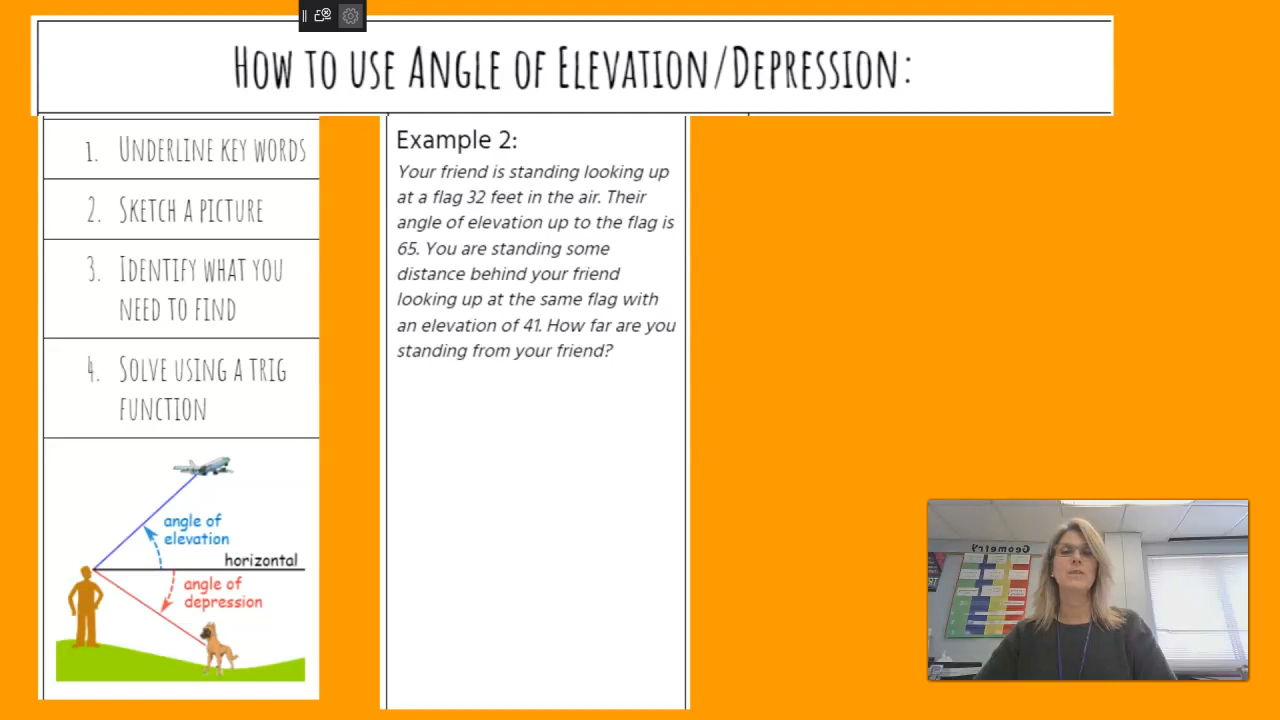 How to use Angle of Elevation/Depression:
1. Underline key words
2. Sketch a picture
3. Identify what you
need to find
4. Solve using a trig
function
angle of
elevation
horizontal
angle of
depression
Example 2:
Your friend is standing looking up
at a flag 32 feet in the air. Their
angle of elevation up to the flag is
65. You are standing some
distance behind your friend
looking up at the same flag with
an elevation of 41. How far are you
standing from your friend?
Geometry